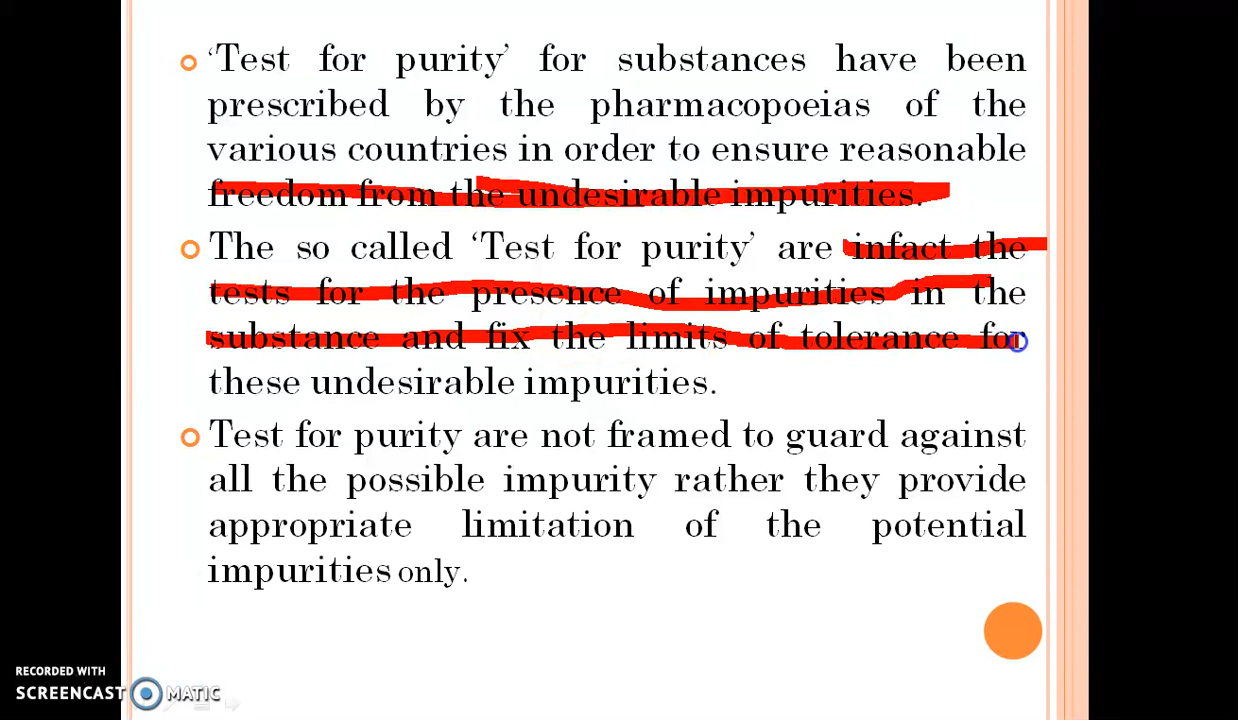 ‘Test for purity’ for substances have been
prescribed by the pharmacopoeias of the
various countries in order to ensure reasonable
freedom from the undesirable impurities.
The so called ‘Test for purity’ are infact the
tests for the presence of impurities in the
substance and fix the limits of tolerance for
these undesirable impurities.
Test for purity are not framed to guard against
all the possible impurity rather they provide
appropriate limitation of the potential
impurities only.
RECORDED WITH
SCREENCAST MATIC